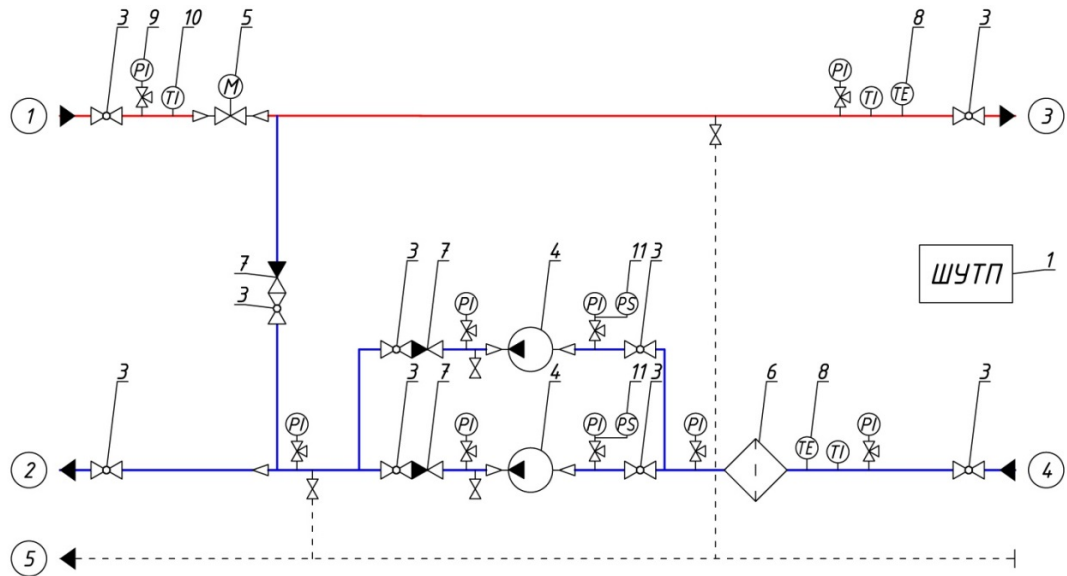 3 9 10 5 8 3
PI M PI
TI TI TE
1 3
3 7 4 11 3 1
7 ШУТП
3 PI PI PS
3 3 7 4 11 3 6 8 3
PI PI PI PS PI PI
TE TI
2 4
5